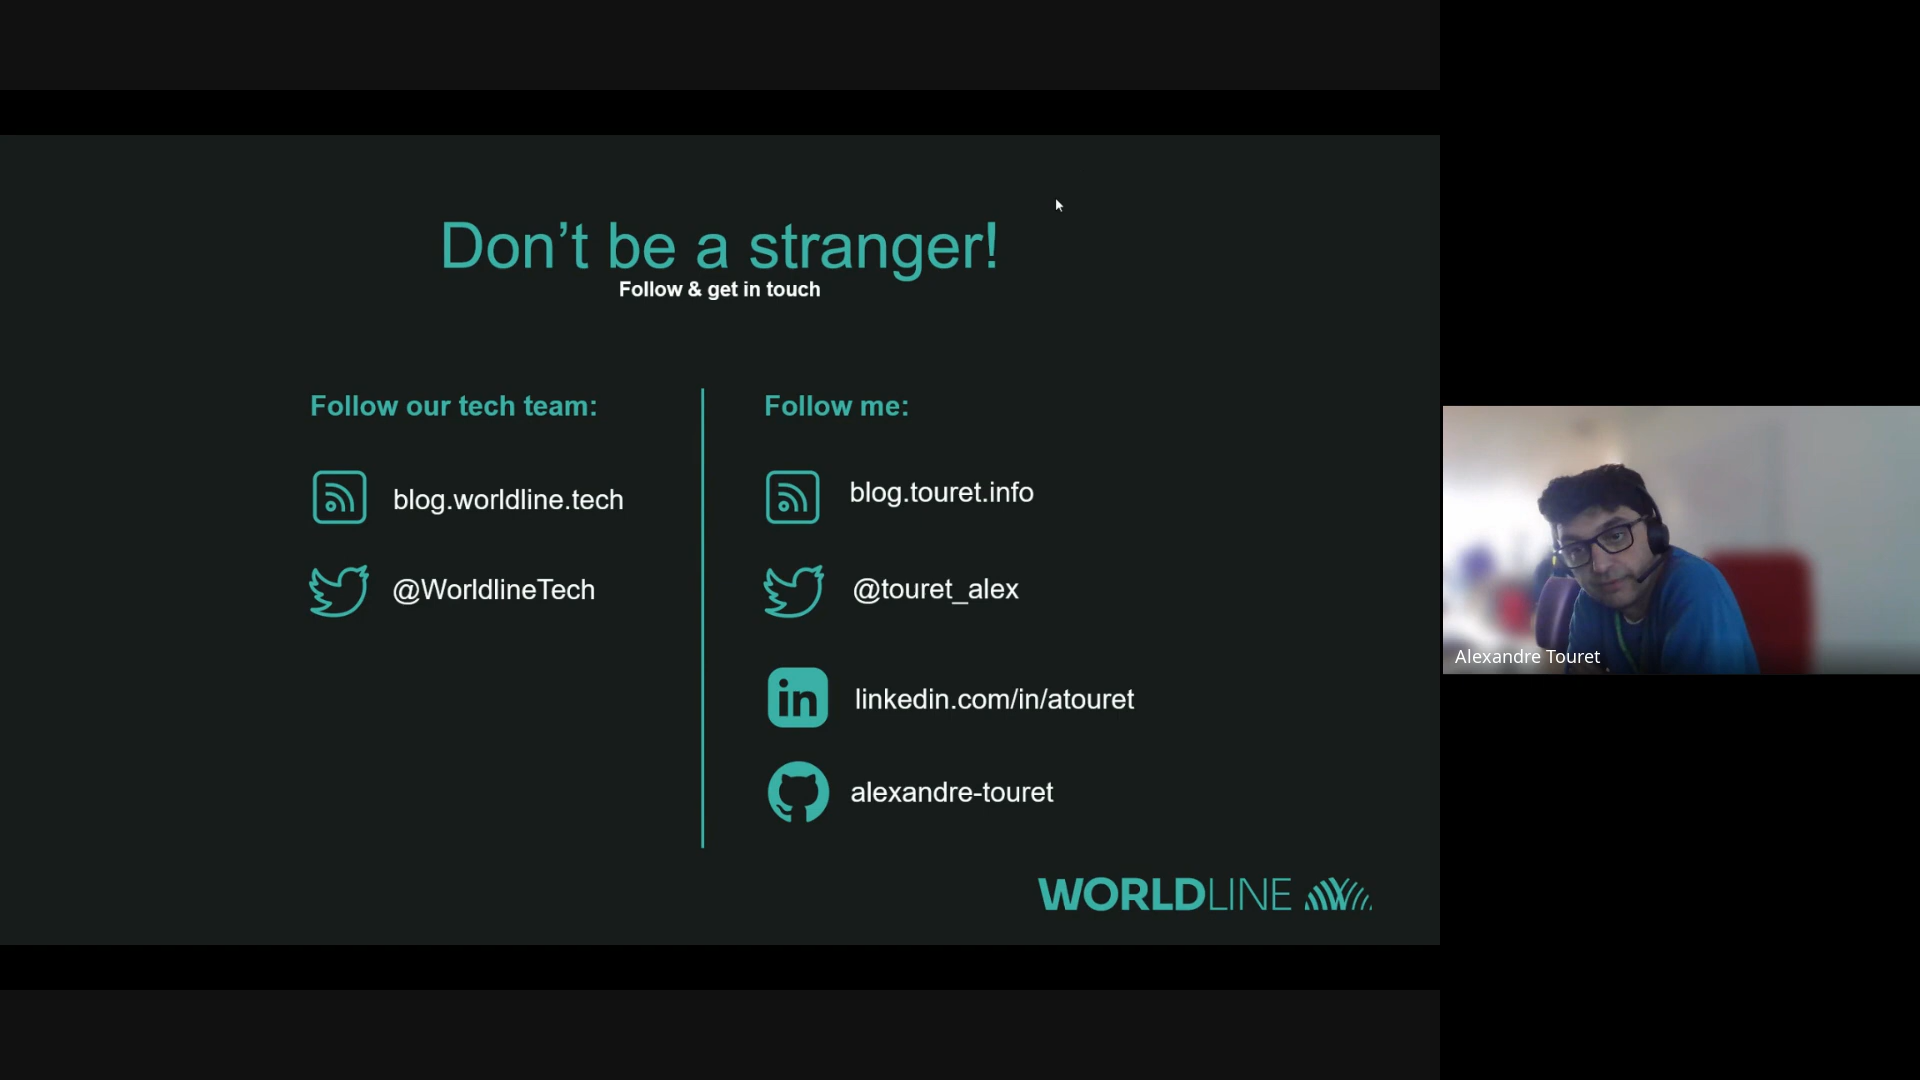 Don't be a stranger!
Follow & get in touch
Follow our tech team:
blog.worldline.tech
@WorldlineTech
Follow me:
blog.touret.info
@touret_alex
in
linkedin.com/in/atouret
alexandre-touret
WORLDLINE
Alexandre Touret